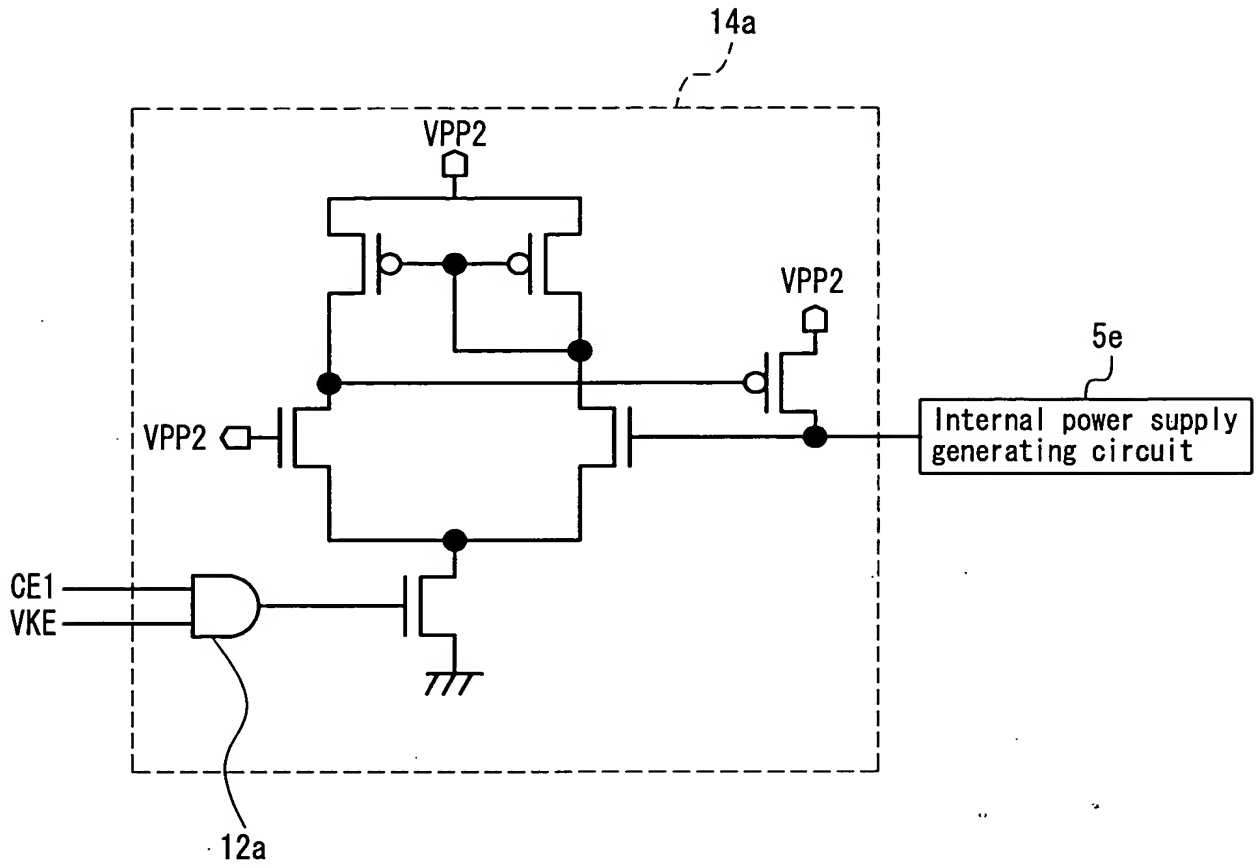 14a
VPP2
VPP2
5e
Internal power supply
generating circuit
VPP2
CE1
VKE
12a